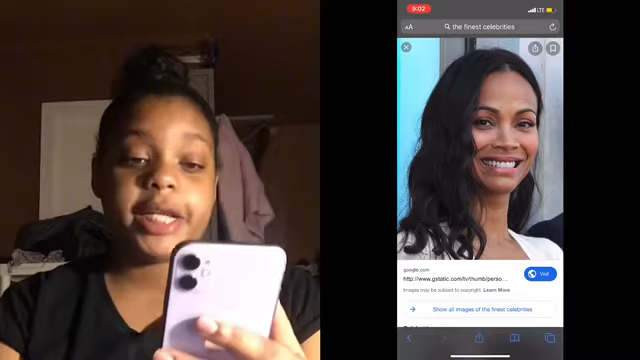 9:02
LTE
AA
the finest celebrities
google.com
http://www.gstatic.com/tv/thumb/perso...
Visit
Images may be subject to copyright. Learn More
Show all images of the finest celebrities